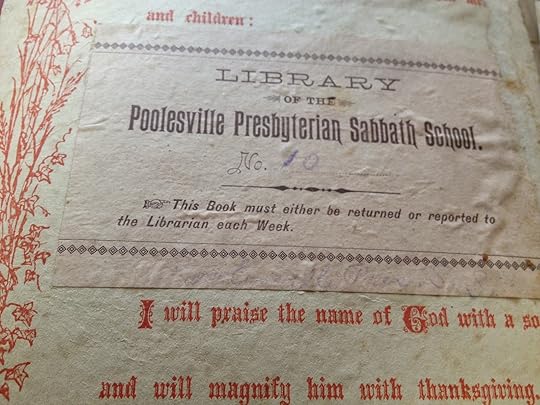 and children:
LIBRARY
OF THE
Poolesville Presbyterian Sabbath School.
No. 10
This Book must either be returned or reported to
the Librarian each Week.
I will praise the name of God with a so
and will magnify him with thanksgiving.